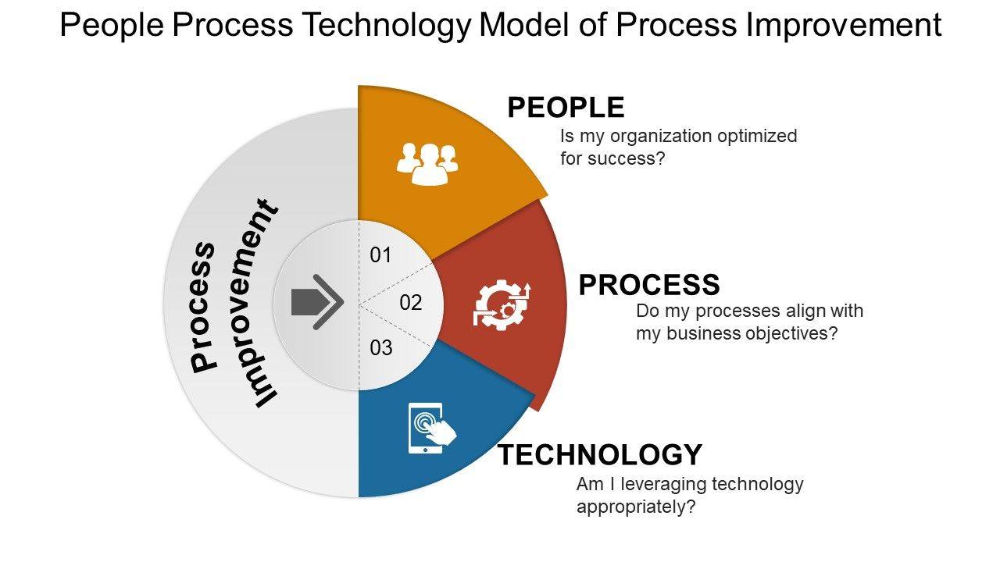 People Process Technology Model of Process Improvement
PEOPLE
Is my organization optimized
for success?
Process
Improvement
01
02
03
PROCESS
Do my processes align with
my business objectives?
TECHNOLOGY
Am I leveraging technology
appropriately?